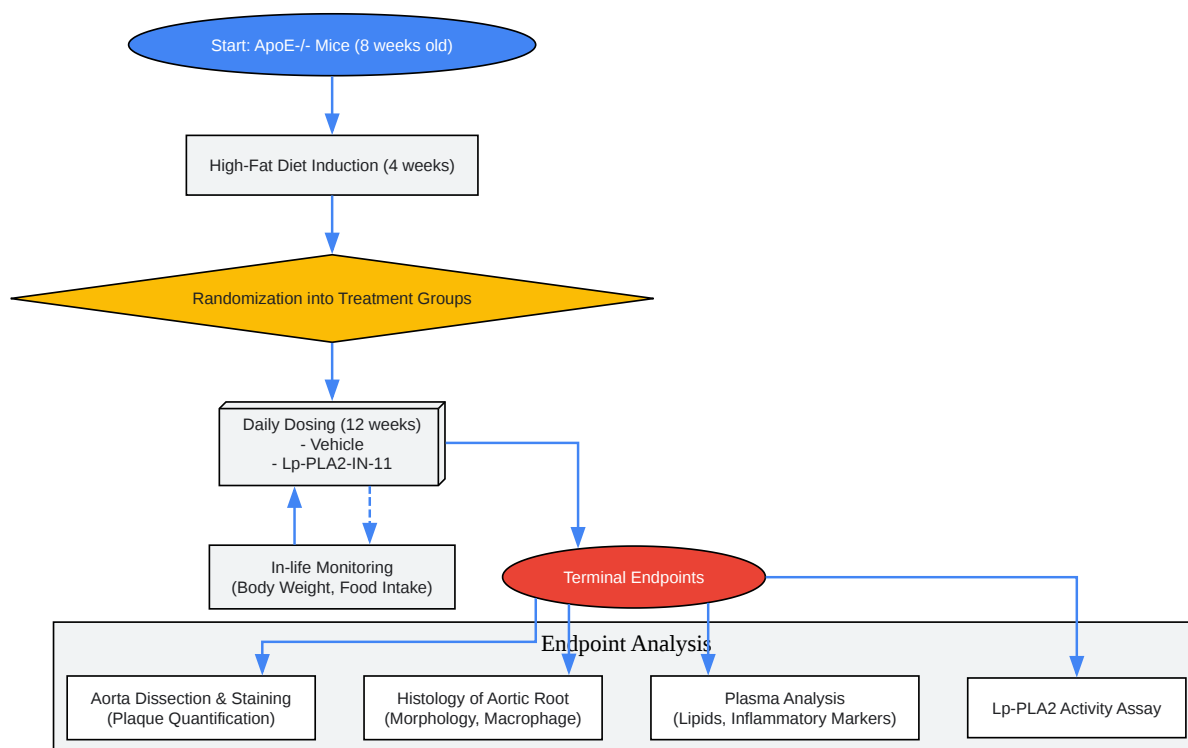 Start: ApoE-/- Mice (8 weeks old)
High-Fat Diet Induction (4 weeks)
Randomization into Treatment Groups
Daily Dosing (12 weeks)
- Vehicle
- Lp-PLA2-IN-11
In-life Monitoring
(Body Weight, Food Intake)
Terminal Endpoints
Endpoint Analysis
Aorta Dissection & Staining
(Plaque Quantification)
Histology of Aortic Root
(Morphology, Macrophage)
Plasma Analysis
(Lipids, Inflammatory Markers)
Lp-PLA2 Activity Assay